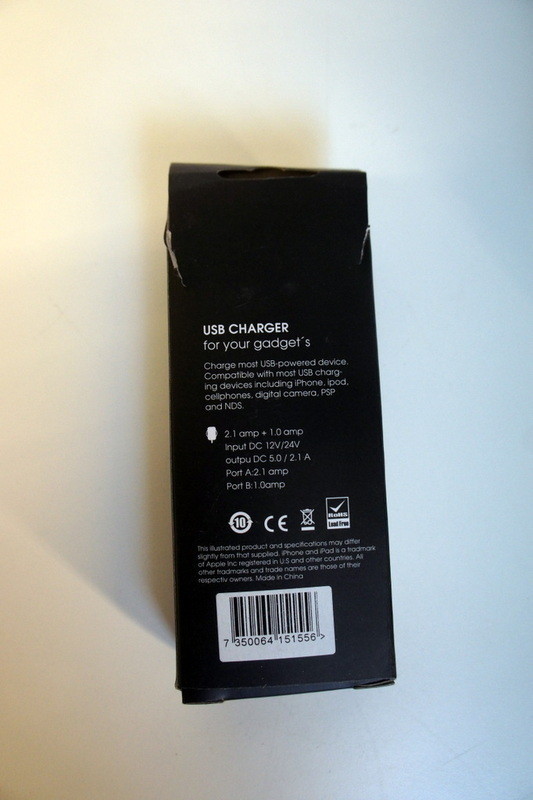 USB CHARGER
for your gadget´s
Charge most USB-powered device.
Compatible with most USB charg-
ing devices including iPhone, ipod,
cellphones, digital camera, PSP
and NDS.
2.1 amp + 1.0 amp
Input DC 12V/24V
outpu DC 5.0 / 2.1 A
Port A:2.1 amp
Port B:1.0amp
10 CE RoHS
Lead Free
This illustrated product and specifications may differ
slightly from that supplied. iPhone and iPad is a tradmark
of Apple Inc registered in U.S and other countries. All
other tradmarks and trade names are those of their
respectiv owners. Made in China
7 350064 151556 >